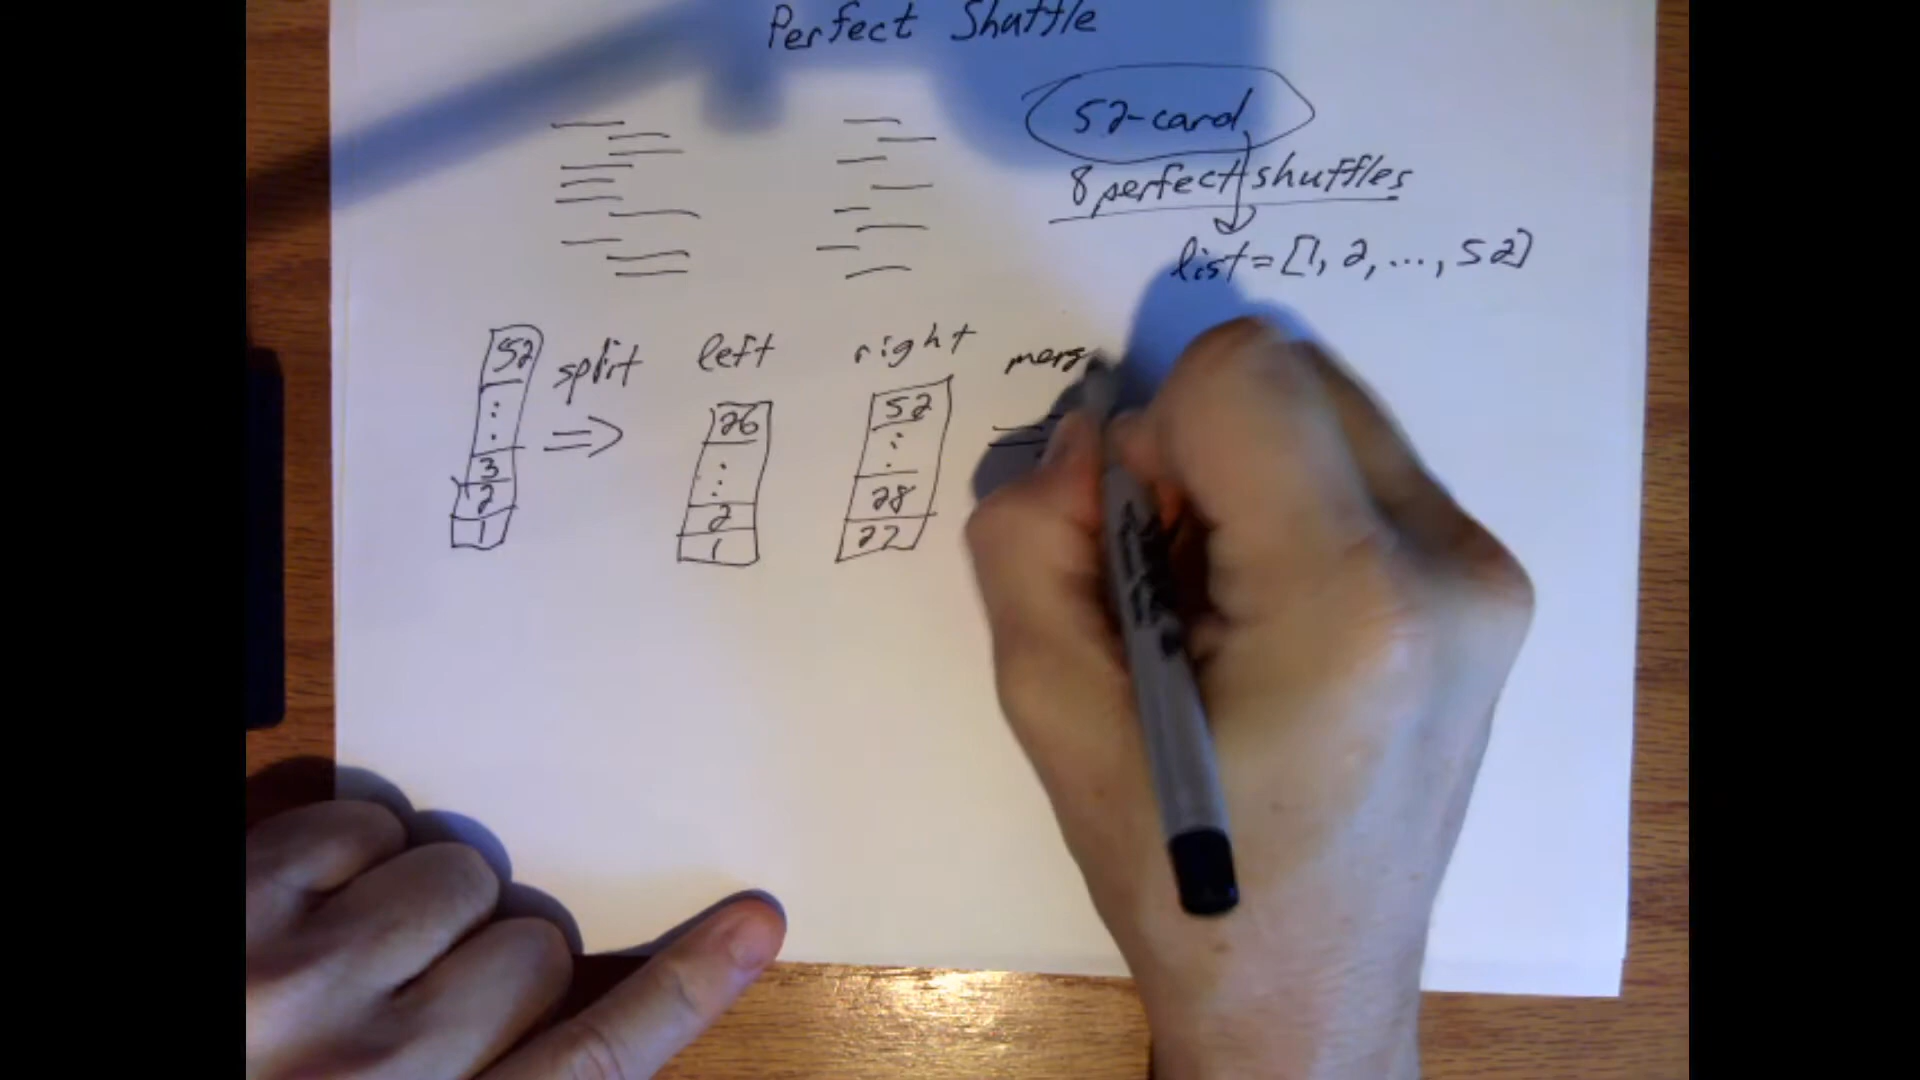 Perfect Shuffle
52-card
8 perfect shuffles
list = [1, 2, ..., 52]
split
left
right
merg
52
:
:
3
2
1
26
:
:
2
1
52
:
.
28
27